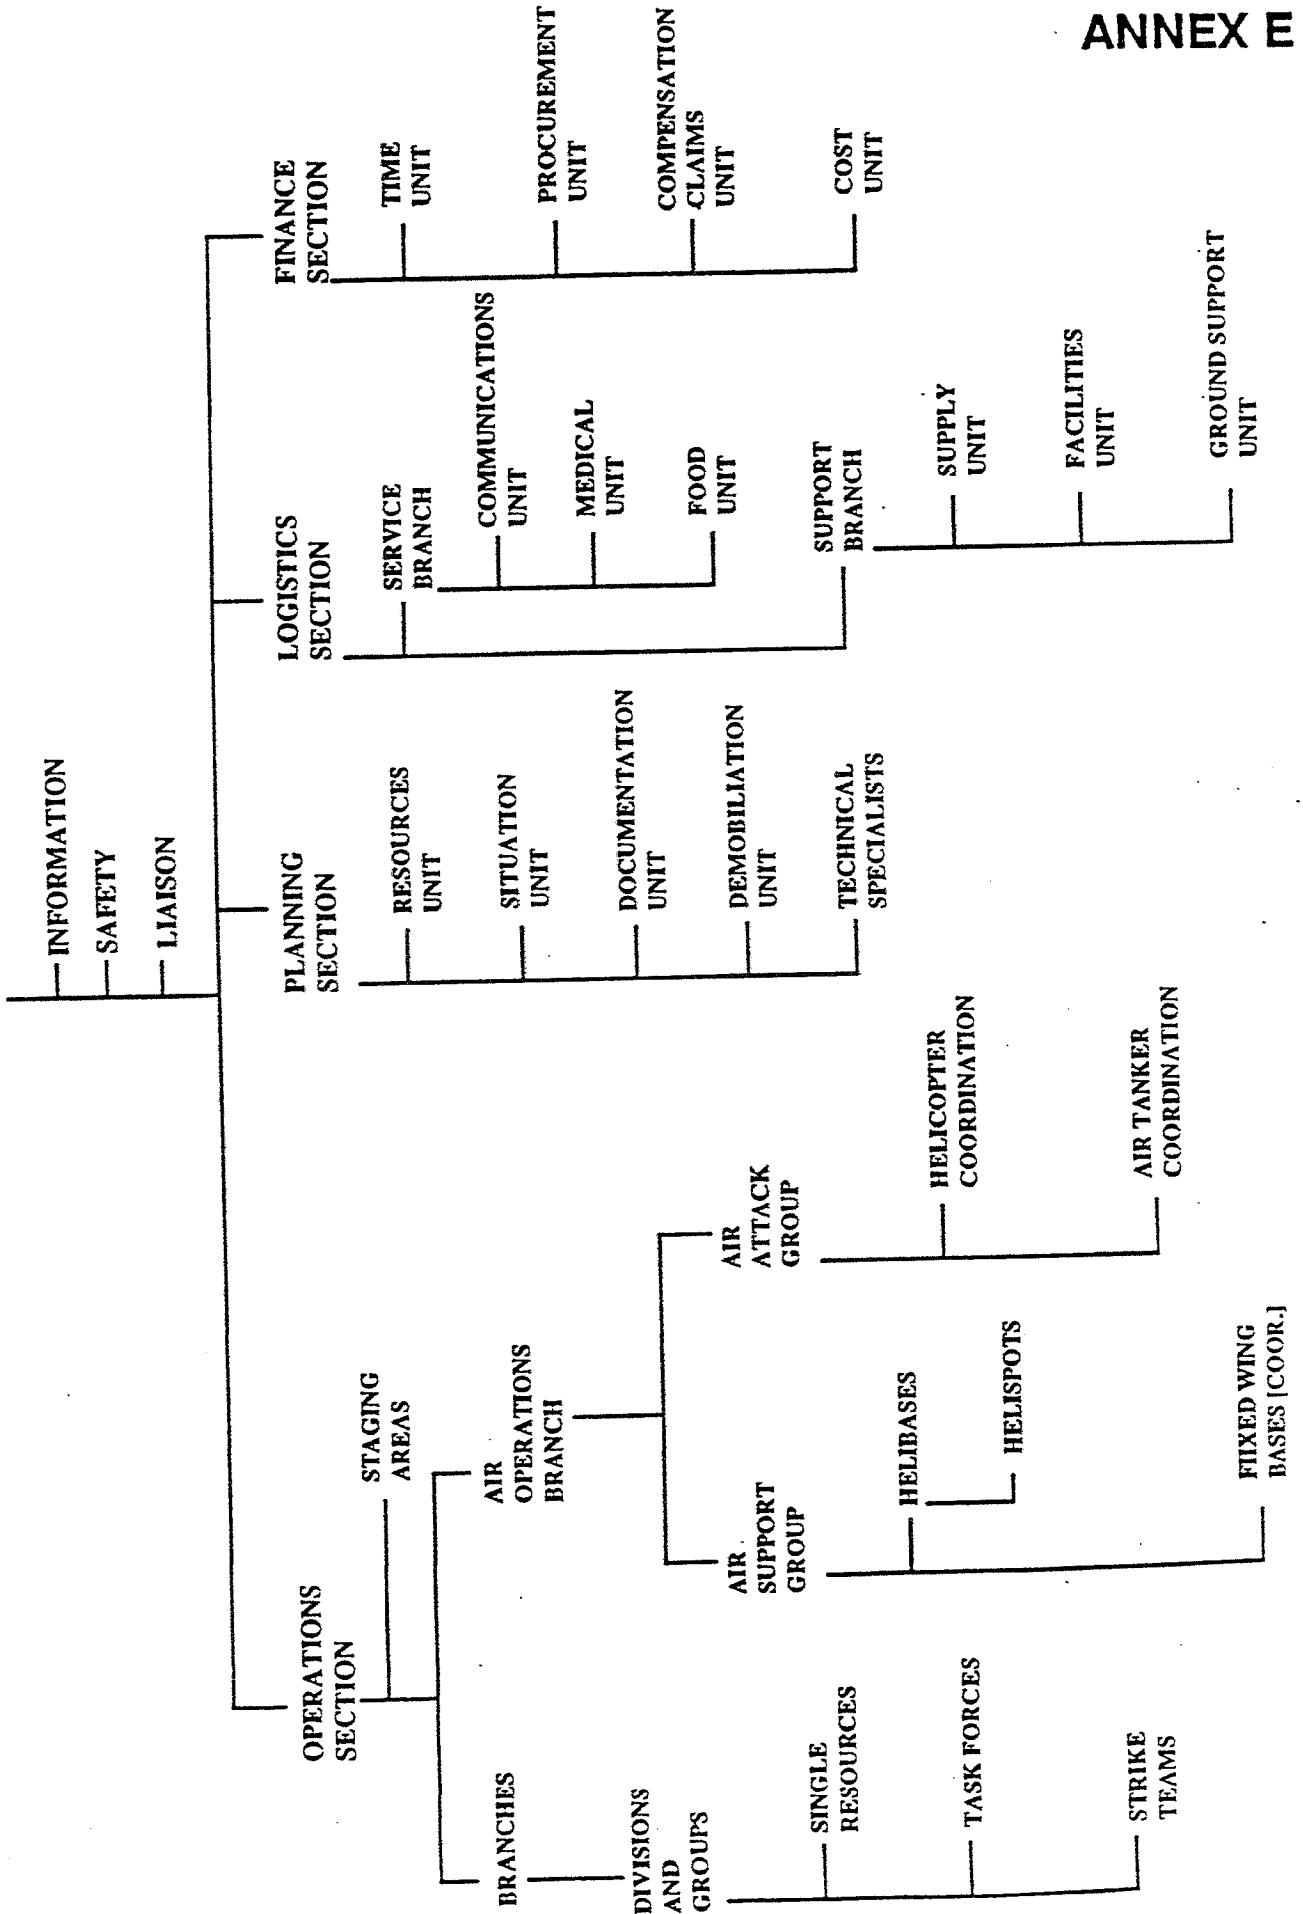 ANNEX E
INFORMATION
SAFETY
LIAISON
OPERATIONS
SECTION
STAGING
AREAS
BRANCHES
DIVISIONS
AND
GROUPS
SINGLE
RESOURCES
TASK FORCES
STRIKE
TEAMS
AIR
OPERATIONS
BRANCH
AIR
SUPPORT
GROUP
HELIBASES
HELISPOTS
FIIXED WING
BASES [COOR.]
AIR
ATTACK
GROUP
HELICOPTER
COORDINATION
AIR TANKER
COORDINATION
PLANNING
SECTION
RESOURCES
UNIT
SITUATION
UNIT
DOCUMENTATION
UNIT
DEMOBILIATION
UNIT
TECHNICAL
SPECIALISTS
LOGISTICS
SECTION
SERVICE
BRANCH
COMMUNICATIONS
UNIT
MEDICAL
UNIT
FOOD
UNIT
SUPPORT
BRANCH
SUPPLY
UNIT
FACILITIES
UNIT
GROUND SUPPORT
UNIT
FINANCE
SECTION
TIME
UNIT
PROCUREMENT
UNIT
COMPENSATION
CLAIMS
UNIT
COST
UNIT